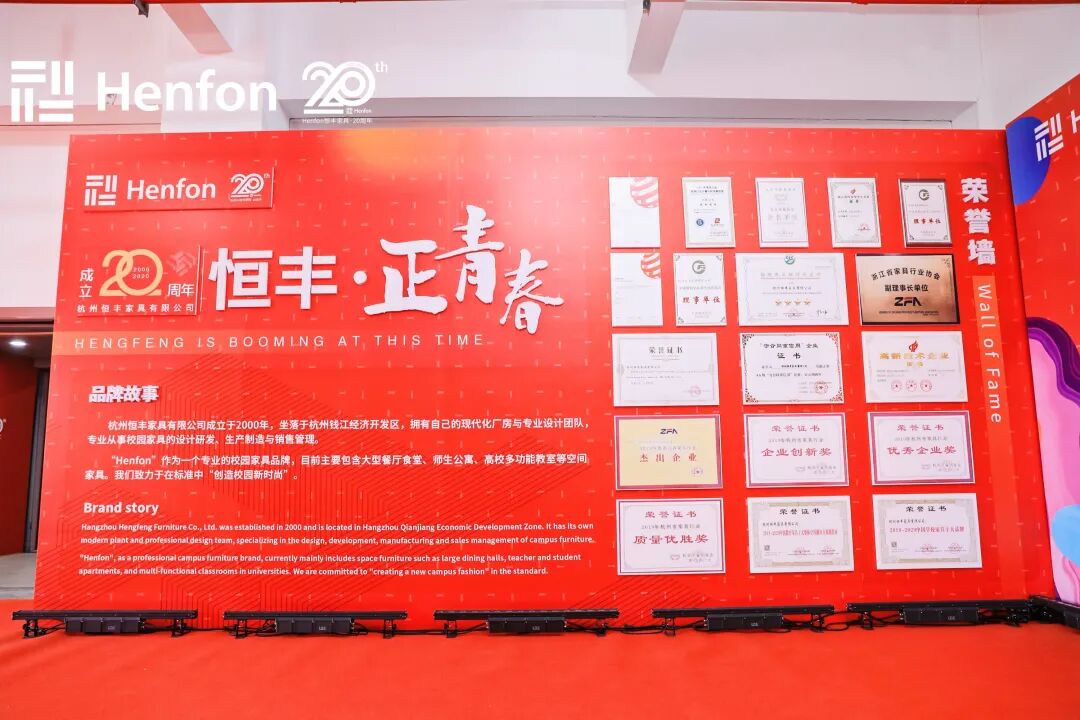 Henfon 20th
Henfon恒丰家具·20周年
Henfon 20th
成立20周年
2000
2020
杭州恒丰家具有限公司
恒丰·正青春
HENGFENG IS BOOMING AT THIS TIME
品牌故事
杭州恒丰家具有限公司成立于2000年，坐落于杭州钱江经济开发区，拥有自己的现代化厂房与专业设计团队，
专业从事校园家具的设计研发、生产制造与销售管理。
“Henfon”作为一个专业的校园家具品牌，目前主要包含大型餐厅食堂、师生公寓、高校多功能教室等空间
家具。我们致力于在标准中“创造校园新时尚”。
Brand story
Hangzhou Hengfeng Furniture Co., Ltd. was established in 2000 and is located in Hangzhou Qianjiang Economic Development Zone. It has its own
modern plant and professional design team, specializing in the design, development, manufacturing and sales management of campus furniture.
"Henfon", as a professional campus furniture brand, currently mainly includes space furniture such as large dining halls, teacher and student
apartments, and multi-functional classrooms in universities. We are committed to "creating a new campus fashion" in the standard.
荣誉墙
Wall of Fame
理事单位
理事单位
浙江省家具行业协会
副理事长单位
ZFA
荣誉证书
证书
高新技术企业
ZFA
杰出企业
荣誉证书
企业创新奖
荣誉证书
优秀企业奖
荣誉证书
质量优胜奖
荣誉证书
荣誉证书